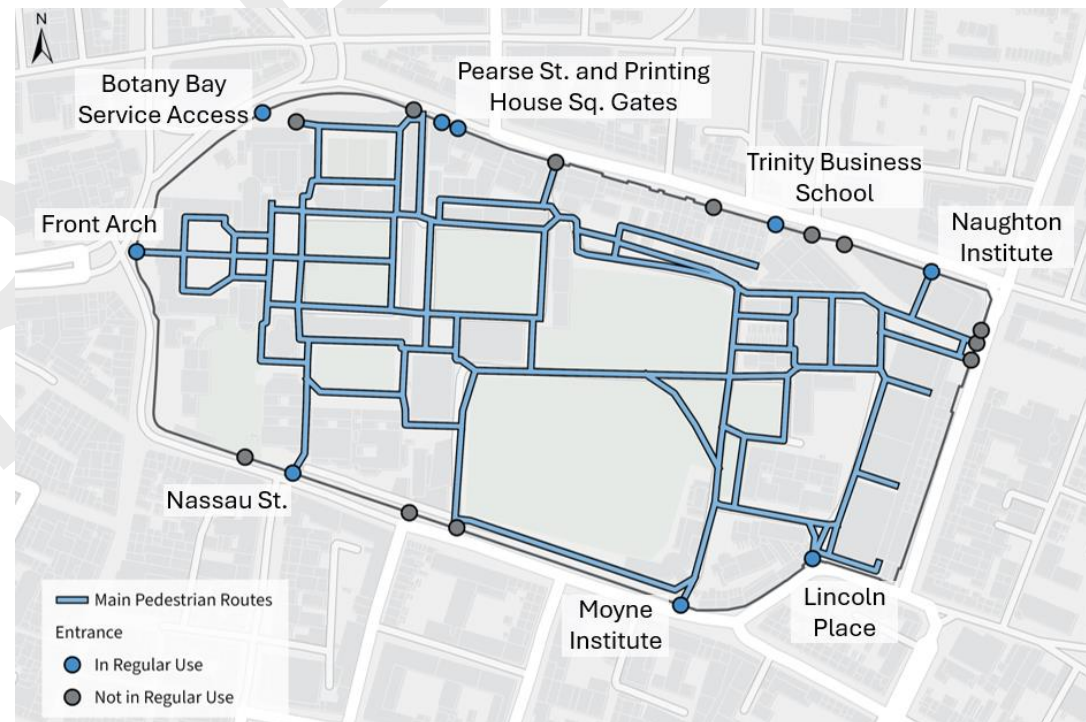 N
Botany Bay
Service Access
Pearse St. and Printing
House Sq. Gates
Trinity Business
School
Front Arch
Naughton
Institute
Nassau St.
Moyne
Institute
Lincoln
Place
Main Pedestrian Routes
Entrance
In Regular Use
Not in Regular Use